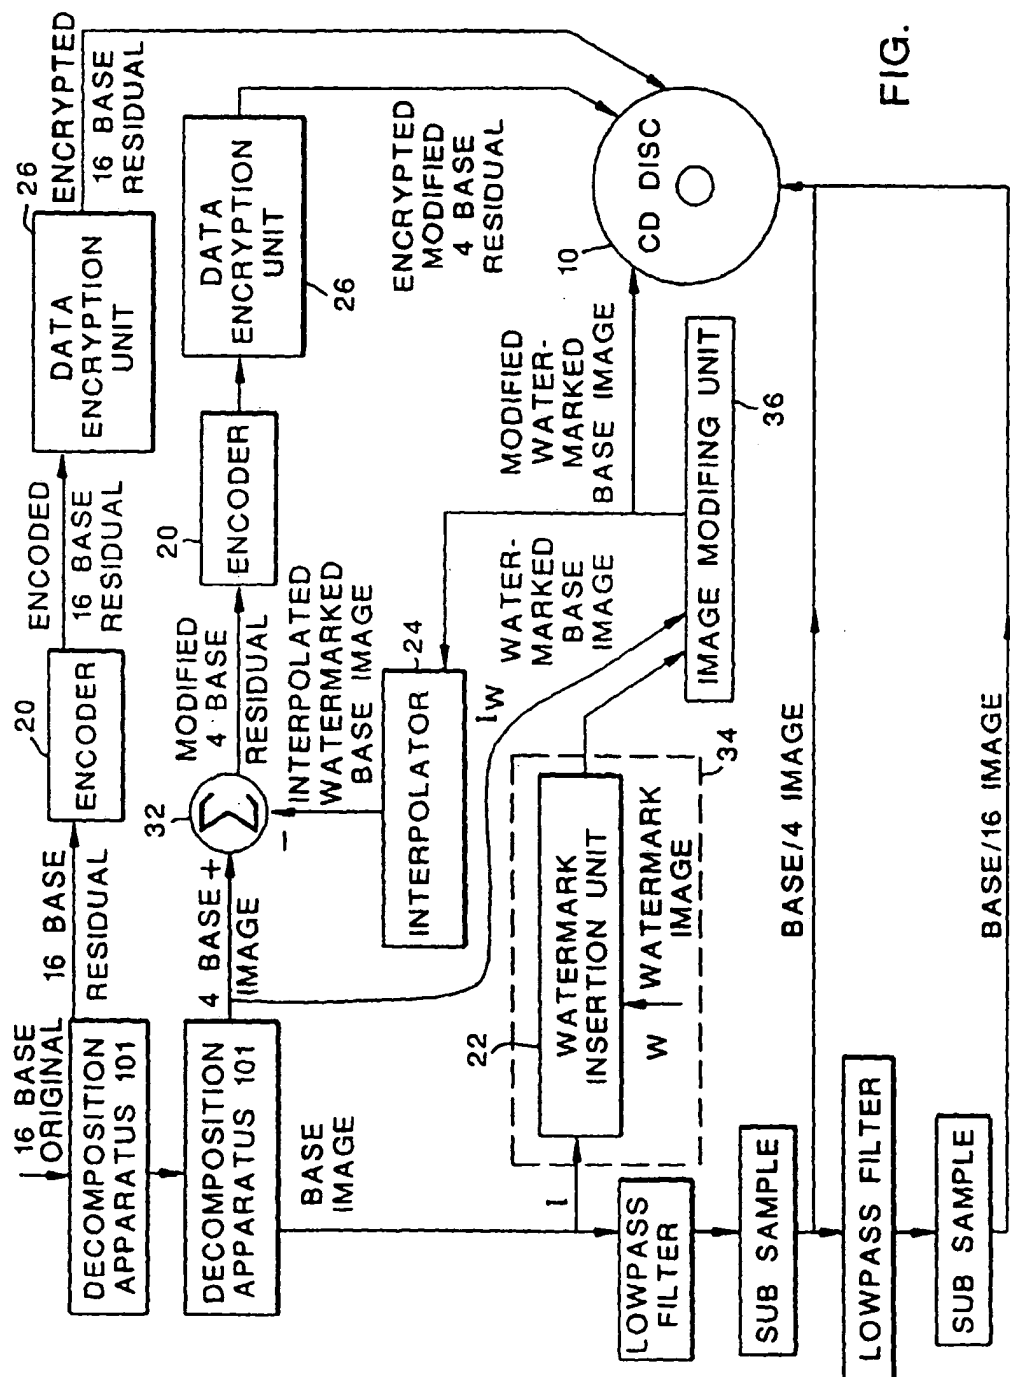 16 BASE
ORIGINAL
DECOMPOSITION
APPARATUS 101
16 BASE
RESIDUAL
20
ENCODER
ENCODED
16 BASE
RESIDUAL
26
DATA
ENCRYPTION
UNIT
ENCRYPTED
16 BASE
RESIDUAL
DECOMPOSITION
APPARATUS 101
4 BASE
IMAGE
+
-
32
Σ
MODIFIED
4 BASE
RESIDUAL
20
ENCODER
DATA
ENCRYPTION
UNIT
26
ENCRYPTED
MODIFIED
4 BASE
RESIDUAL
INTERPOLATED
WATERMARKED
BASE IMAGE
INTERPOLATOR
24
BASE
IMAGE
I
22
WATERMARK
INSERTION UNIT
W
WATERMARK
IMAGE
34
IW
WATER-
MARKED
BASE
IMAGE
MODIFIED
WATER-
MARKED
BASE IMAGE
IMAGE MODIFING UNIT
36
10
CD DISC
LOWPASS
FILTER
SUB SAMPLE
BASE/4 IMAGE
LOWPASS FILTER
SUB SAMPLE
BASE/16 IMAGE
FIG.